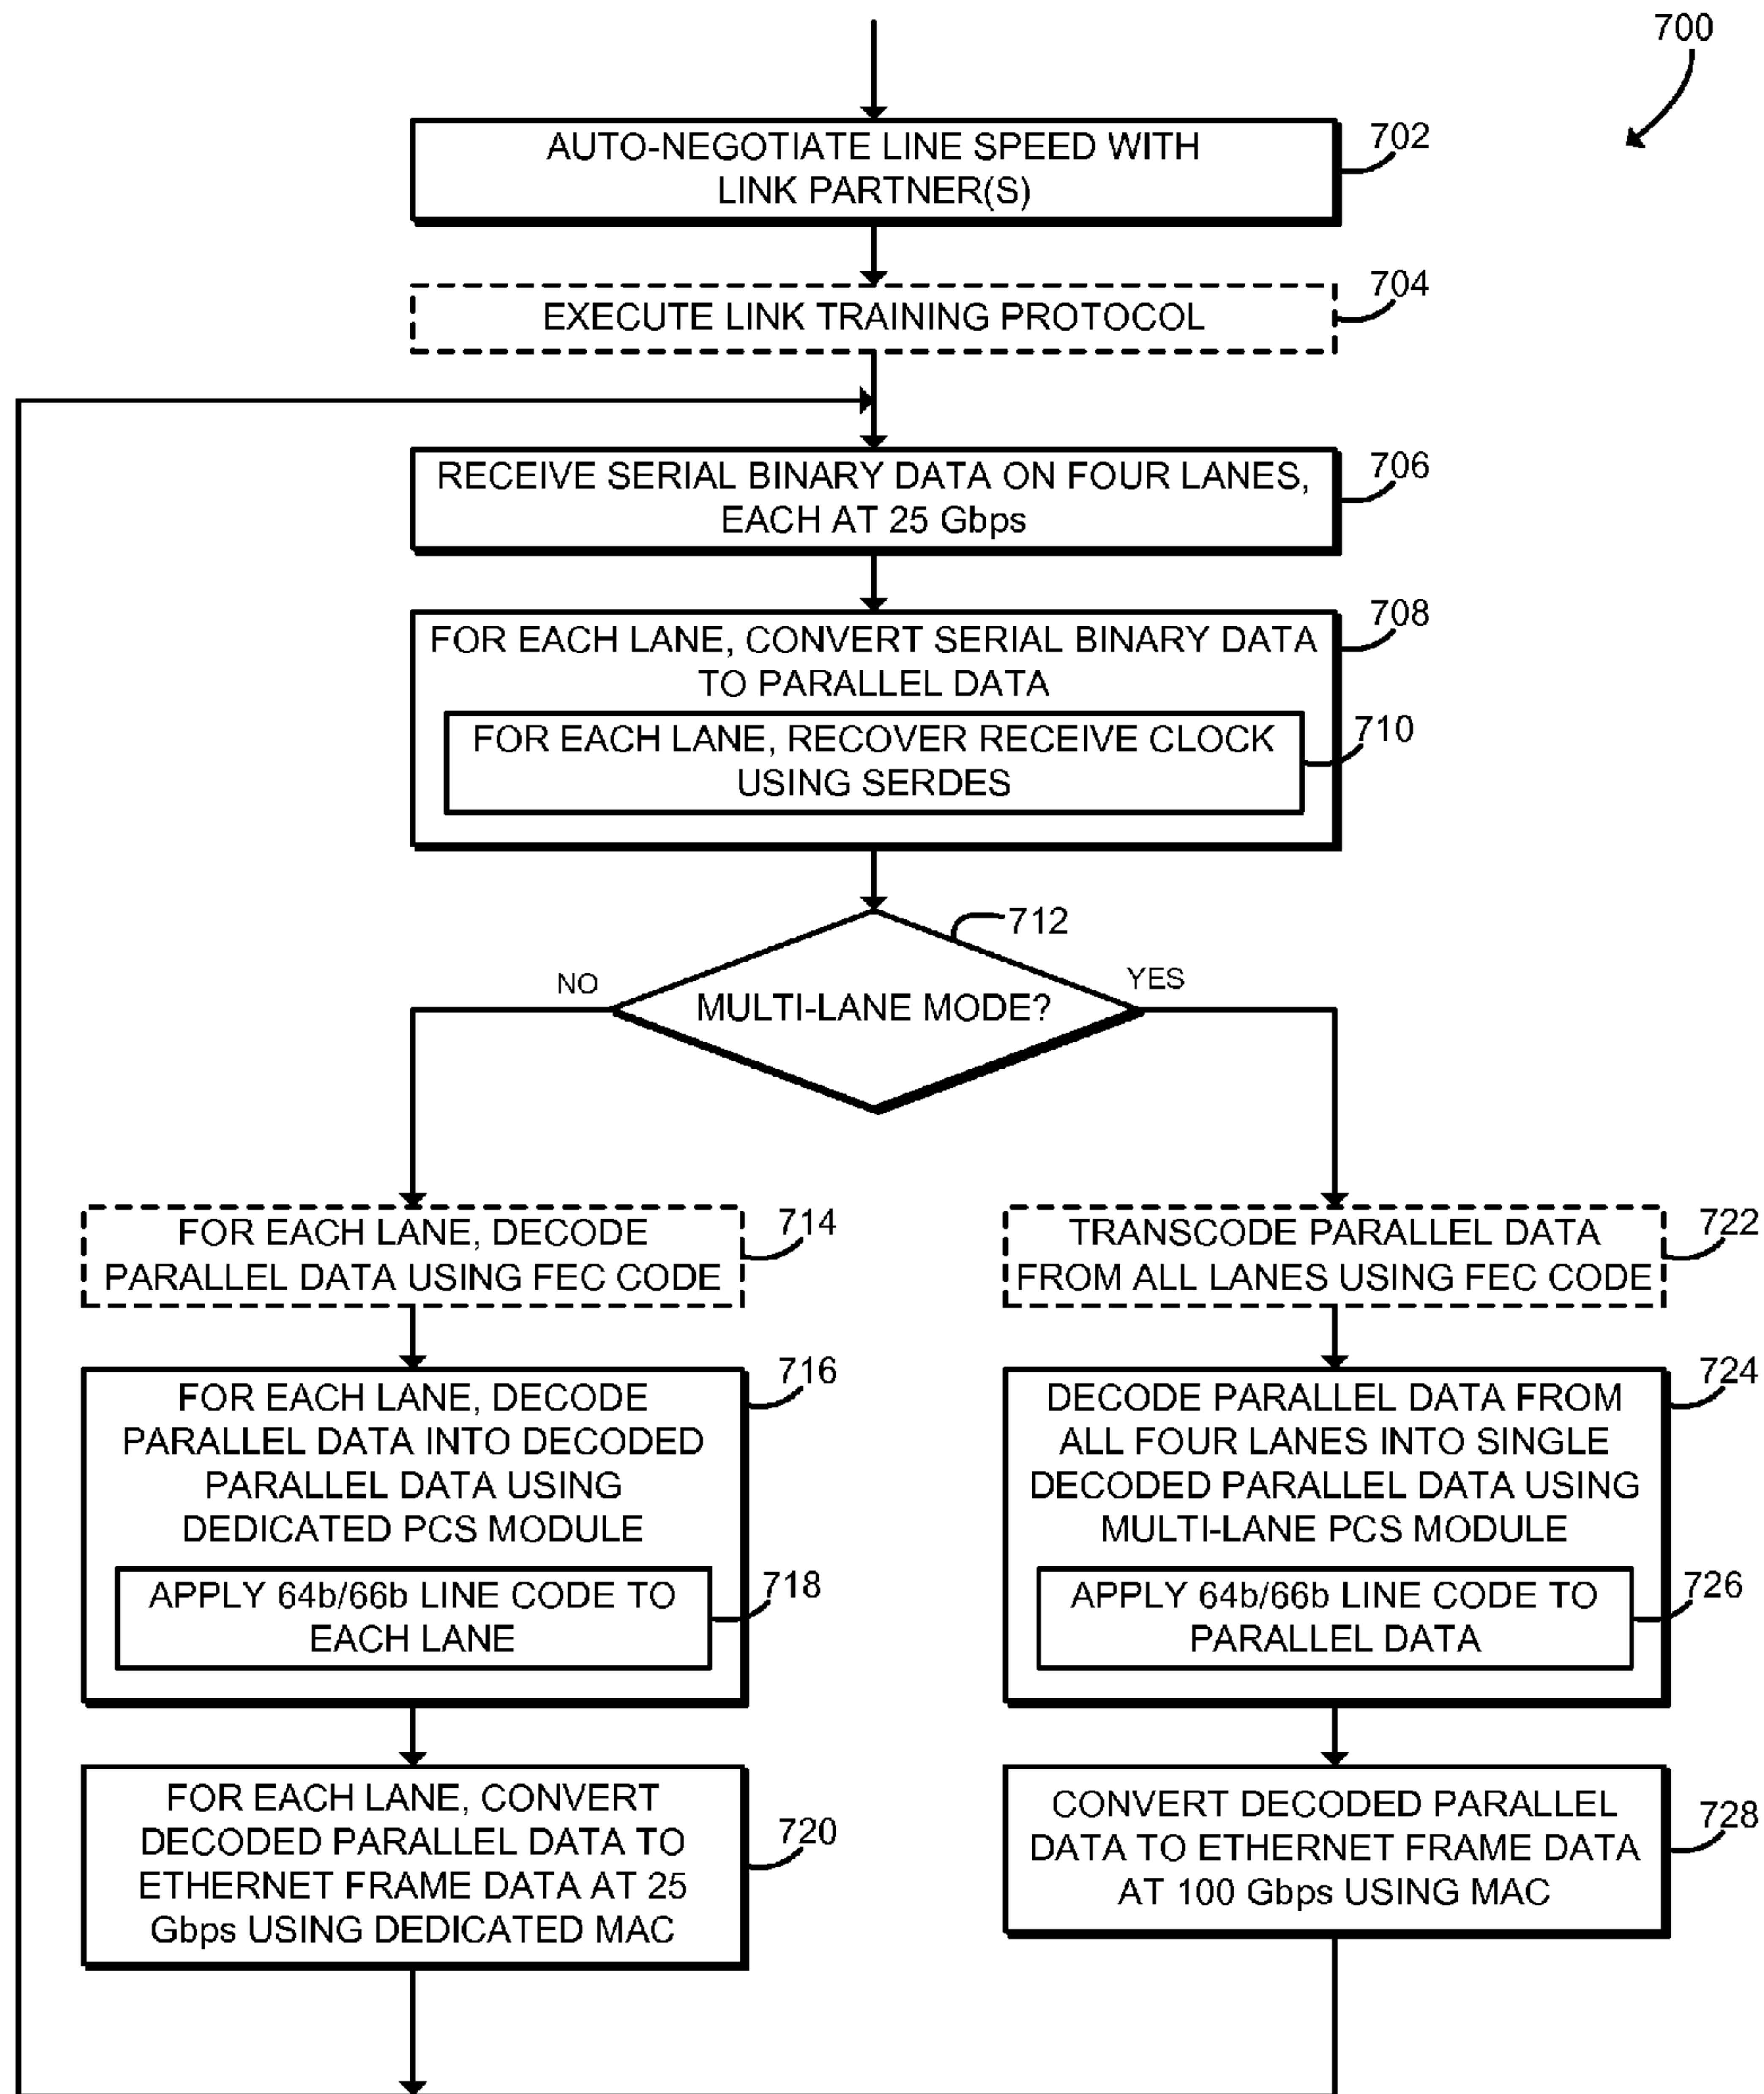 700
AUTO-NEGOTIATE LINE SPEED WITH
LINK PARTNER(S)
702
EXECUTE LINK TRAINING PROTOCOL
704
RECEIVE SERIAL BINARY DATA ON FOUR LANES,
EACH AT 25 Gbps
706
FOR EACH LANE, CONVERT SERIAL BINARY DATA
TO PARALLEL DATA
708
FOR EACH LANE, RECOVER RECEIVE CLOCK
USING SERDES
710
712
NO
MULTI-LANE MODE?
YES
FOR EACH LANE, DECODE
PARALLEL DATA USING FEC CODE
714
FOR EACH LANE, DECODE
PARALLEL DATA INTO DECODED
PARALLEL DATA USING
DEDICATED PCS MODULE
716
APPLY 64b/66b LINE CODE TO
EACH LANE
718
FOR EACH LANE, CONVERT
DECODED PARALLEL DATA TO
ETHERNET FRAME DATA AT 25
Gbps USING DEDICATED MAC
720
TRANSCODE PARALLEL DATA
FROM ALL LANES USING FEC CODE
722
DECODE PARALLEL DATA FROM
ALL FOUR LANES INTO SINGLE
DECODED PARALLEL DATA USING
MULTI-LANE PCS MODULE
724
APPLY 64b/66b LINE CODE TO
PARALLEL DATA
726
CONVERT DECODED PARALLEL
DATA TO ETHERNET FRAME DATA
AT 100 Gbps USING MAC
728